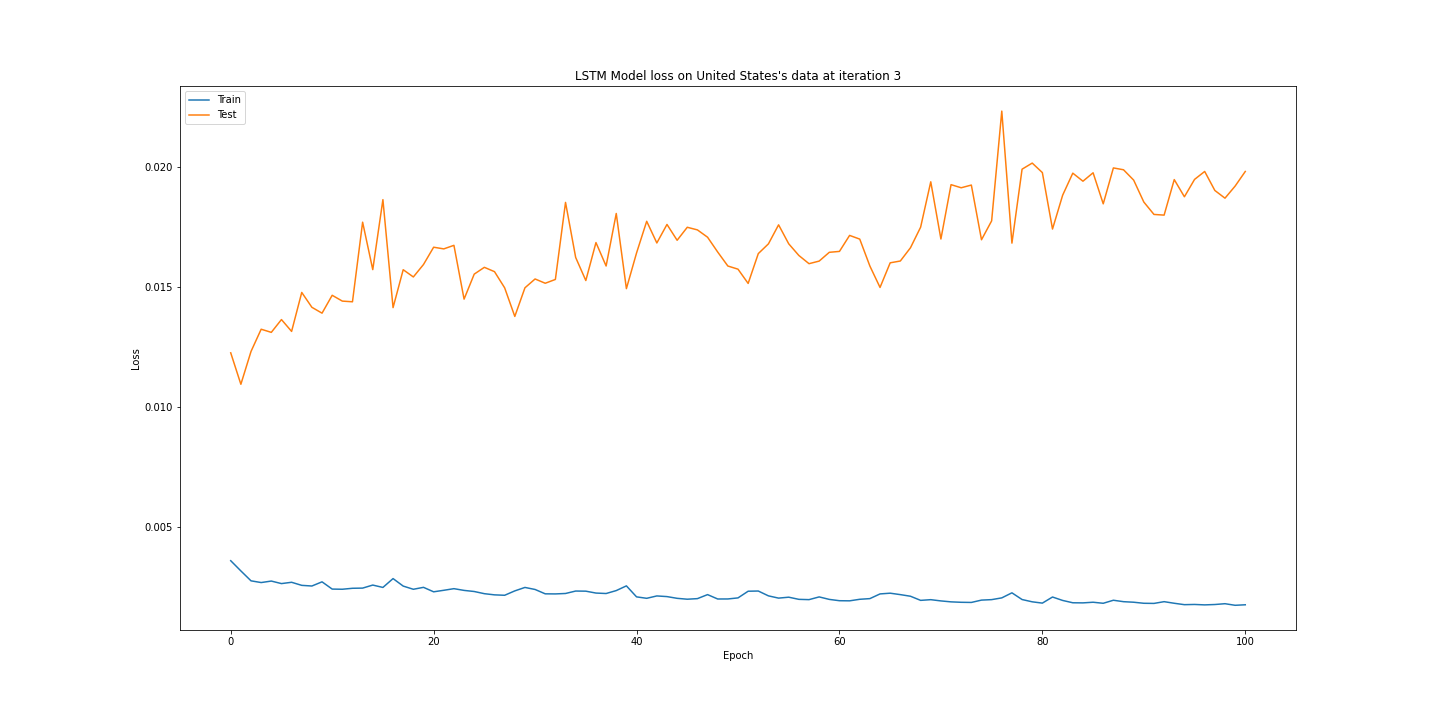 LSTM Model loss on United States's data at iteration 3
Train
Test
0.020
0.015
0.010
0.005
Loss
0 20 40 60 80 100
Epoch